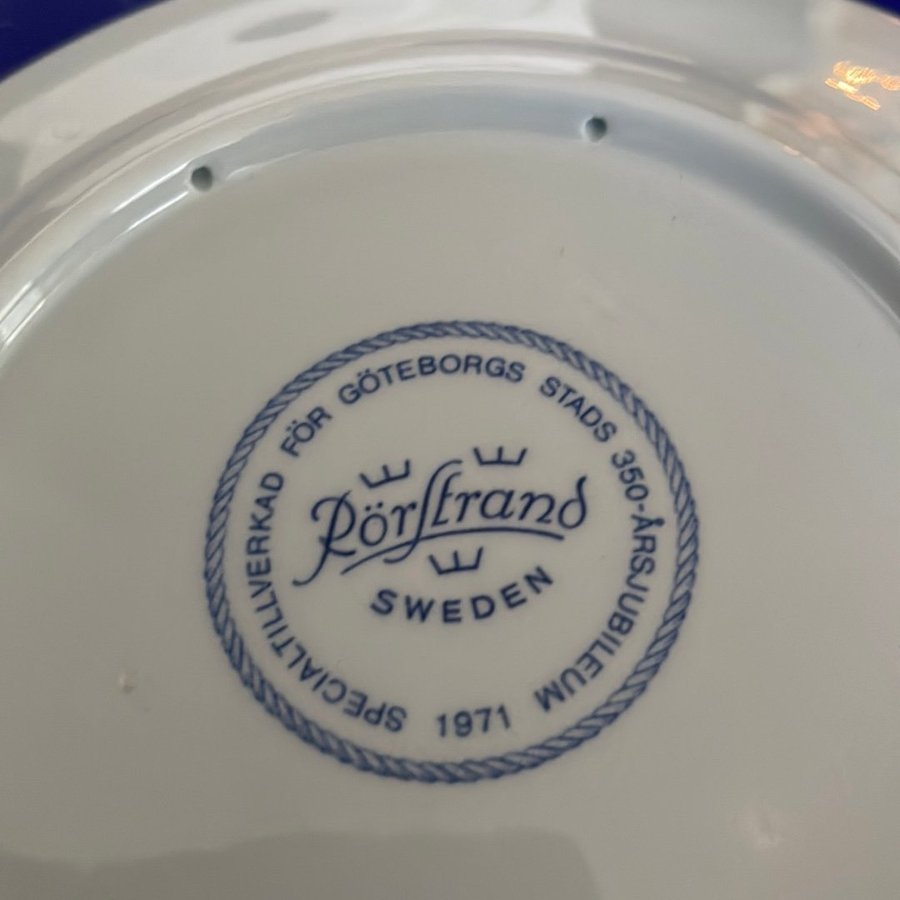 SPECIALTILLVERKAD FÖR GÖTEBORGS STADS 350-ÅRSJUBILEUM
1971
Rörstrand
SWEDEN